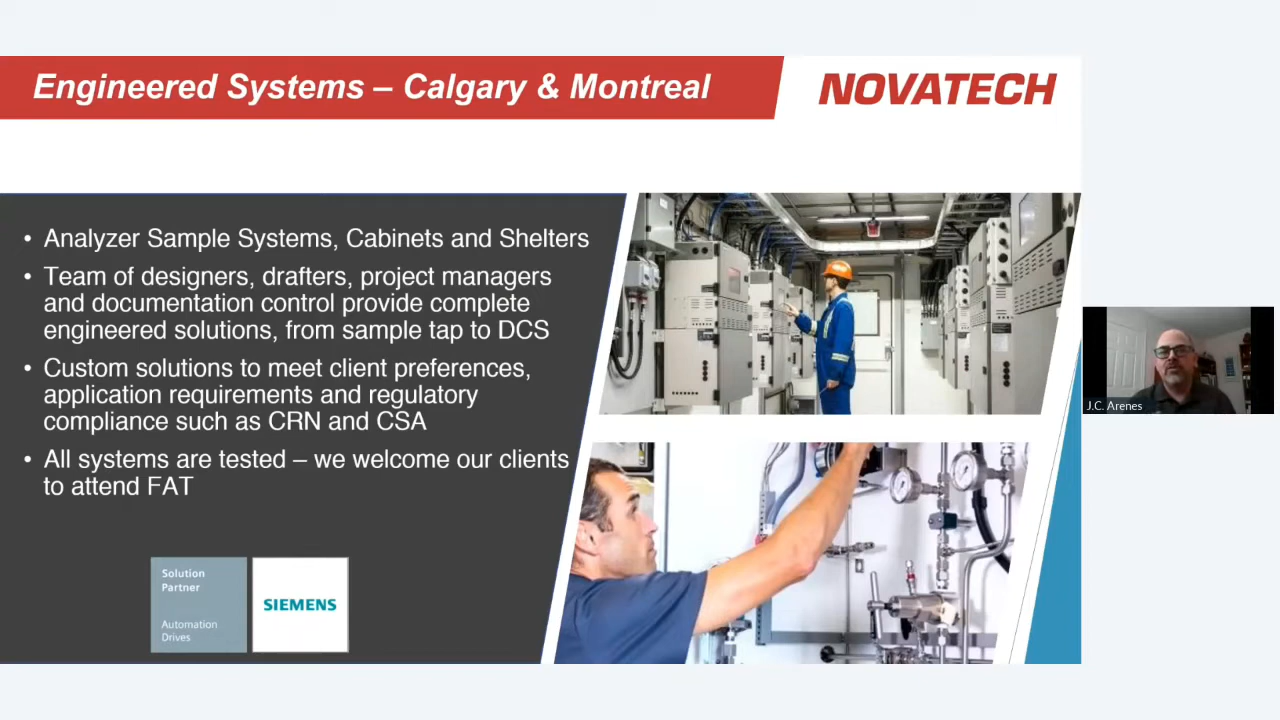 Engineered Systems – Calgary & Montreal
NOVATECH
• Analyzer Sample Systems, Cabinets and Shelters
• Team of designers, drafters, project managers
and documentation control provide complete
engineered solutions, from sample tap to DCS
• Custom solutions to meet client preferences,
application requirements and regulatory
compliance such as CRN and CSA
• All systems are tested – we welcome our clients
to attend FAT
Solution
Partner
Automation
Drives
SIEMENS
J.C. Arenes